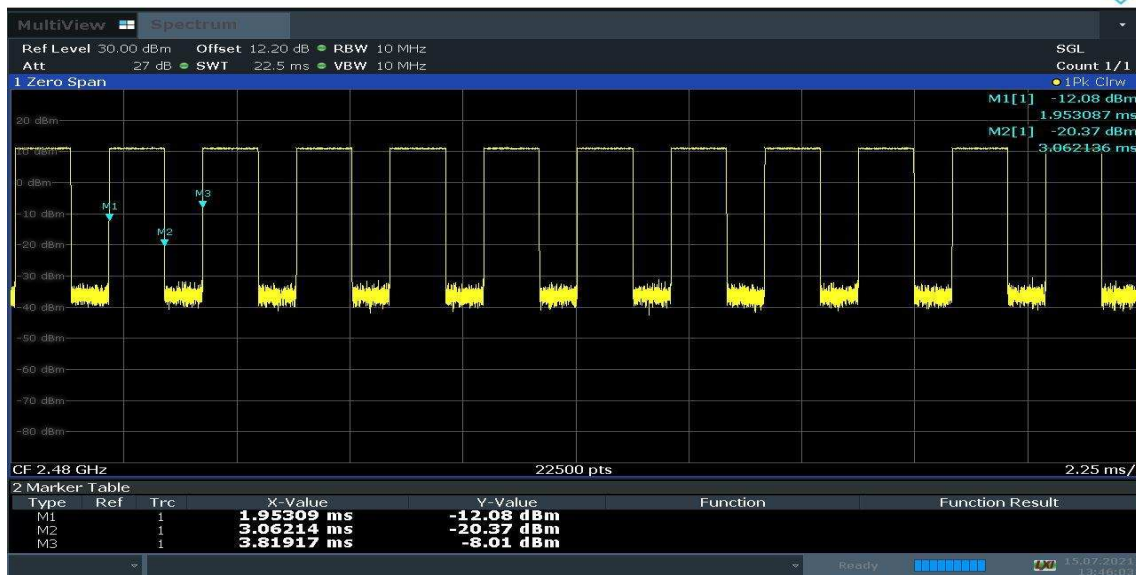 MultiView Spectrum
Ref Level 30.00 dBm Offset 12.20 dB RBW 10 MHz SGL
Att 27 dB SWT 22.5 ms VBW 10 MHz Count 1/1
1 Zero Span 1Pk Clrw
M1[1] -12.08 dBm
1.953087 ms
M2[1] -20.37 dBm
3.062136 ms
20 dBm
10 dBm
0 dBm
-10 dBm
-20 dBm
-30 dBm
-40 dBm
-50 dBm
-60 dBm
-70 dBm
-80 dBm
M1
M2
M3
CF 2.48 GHz 22500 pts 2.25 ms/
2 Marker Table
Type Ref Trc X-Value Y-Value Function Function Result
M1 1 1.95309 ms -12.08 dBm
M2 1 3.06214 ms -20.37 dBm
M3 1 3.81917 ms -8.01 dBm
Ready LXI 15.07.2021
13:46:03